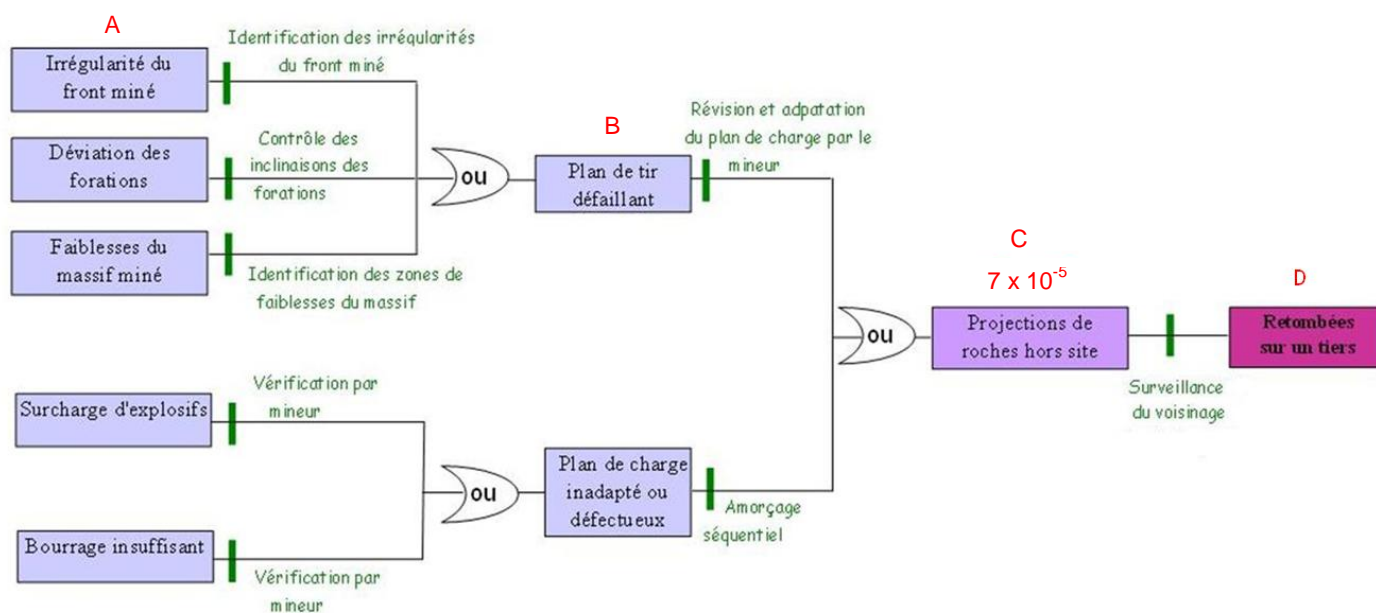 A
Irrégularité du
front miné
Identification des irréqularités
du front miné
Déviation des
forations
Contrôle des
inclinaisons des
forations
Faiblesses du
massif miné
Identification des zones de
faiblesses du massif
ou
B
Plan de tir
défaillant
Révision et adpatation
du plan de charge par le
mineur
Surcharge d'explosifs
Vérification par
mineur
Bourrage insuffisant
Vérification par
mineur
ou
Plan de charge
inadapté ou
défectueux
Amorçage
séquentiel
ou
C
7 x 10⁻⁵
Projections de
roches hors site
Surveillance
du voisinage
D
Retombées
sur un tiers